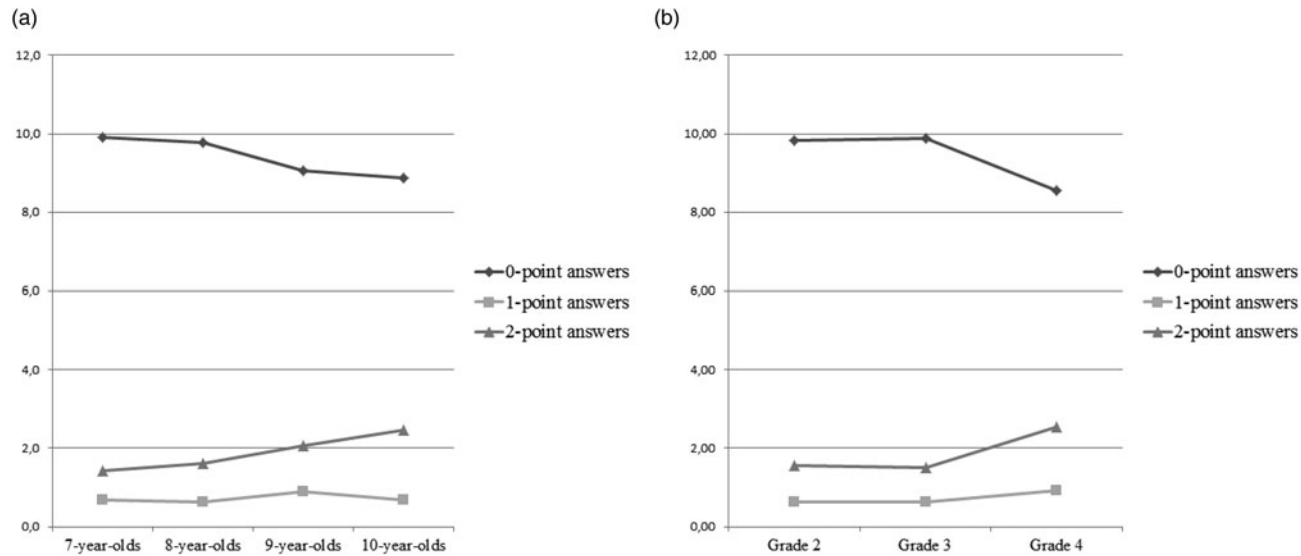 (a)
12,0
10,0
8,0
6,0
4,0
2,0
0,0
7-year-olds 8-year-olds 9-year-olds 10-year-olds
0-point answers
1-point answers
2-point answers
(b)
12,00
10,00
8,00
6,00
4,00
2,00
0,00
Grade 2 Grade 3 Grade 4
0-point answers
1-point answers
2-point answers